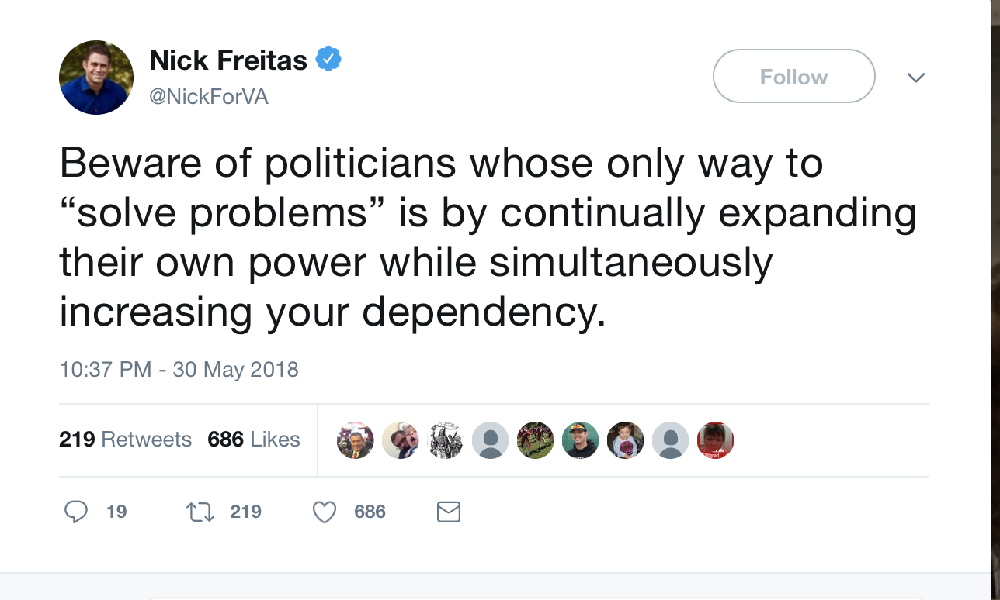 Nick Freitas
@NickForVA
Follow
Beware of politicians whose only way to
“solve problems” is by continually expanding
their own power while simultaneously
increasing your dependency.
10:37 PM - 30 May 2018
219 Retweets 686 Likes
19 219 686